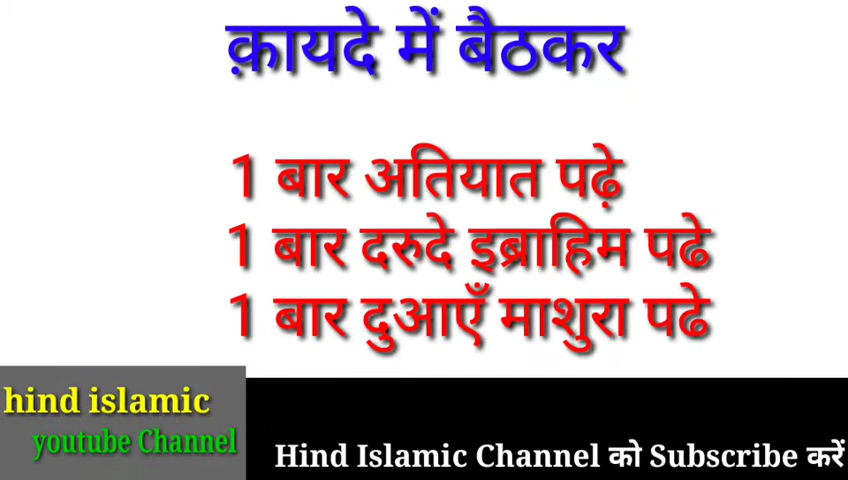 क़ायदे में बैठकर
1 बार अतियात पढ़े
1 बार दरुदे इब्राहिम पढे
1 बार दुआएँ माशुरा पढे
hind islamic
youtube Channel
Hind Islamic Channel को Subscribe करें